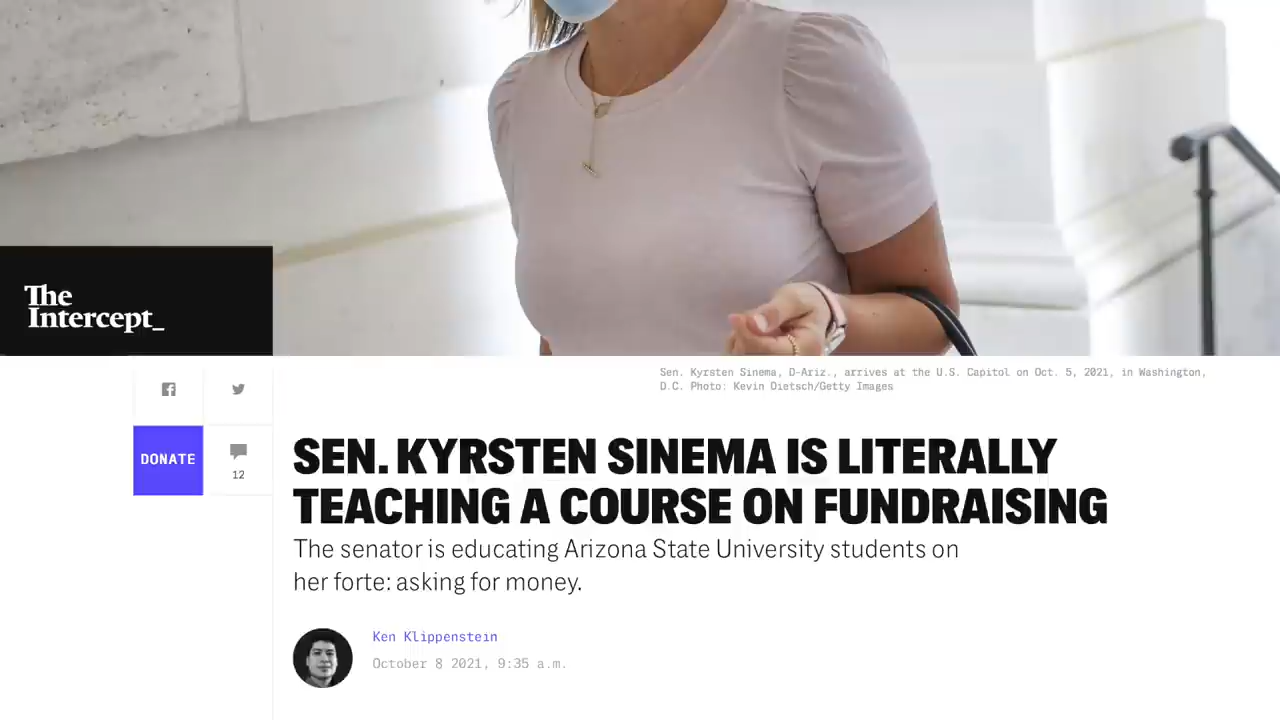 The
Intercept_
Sen. Kyrsten Sinema, D-Ariz., arrives at the U.S. Capitol on Oct. 5, 2021, in Washington,
D.C. Photo: Kevin Dietsch/Getty Images
DONATE
12
SEN. KYRSTEN SINEMA IS LITERALLY
TEACHING A COURSE ON FUNDRAISING
The senator is educating Arizona State University students on
her forte: asking for money.
Ken Klippenstein
October 8 2021, 9:35 a.m.